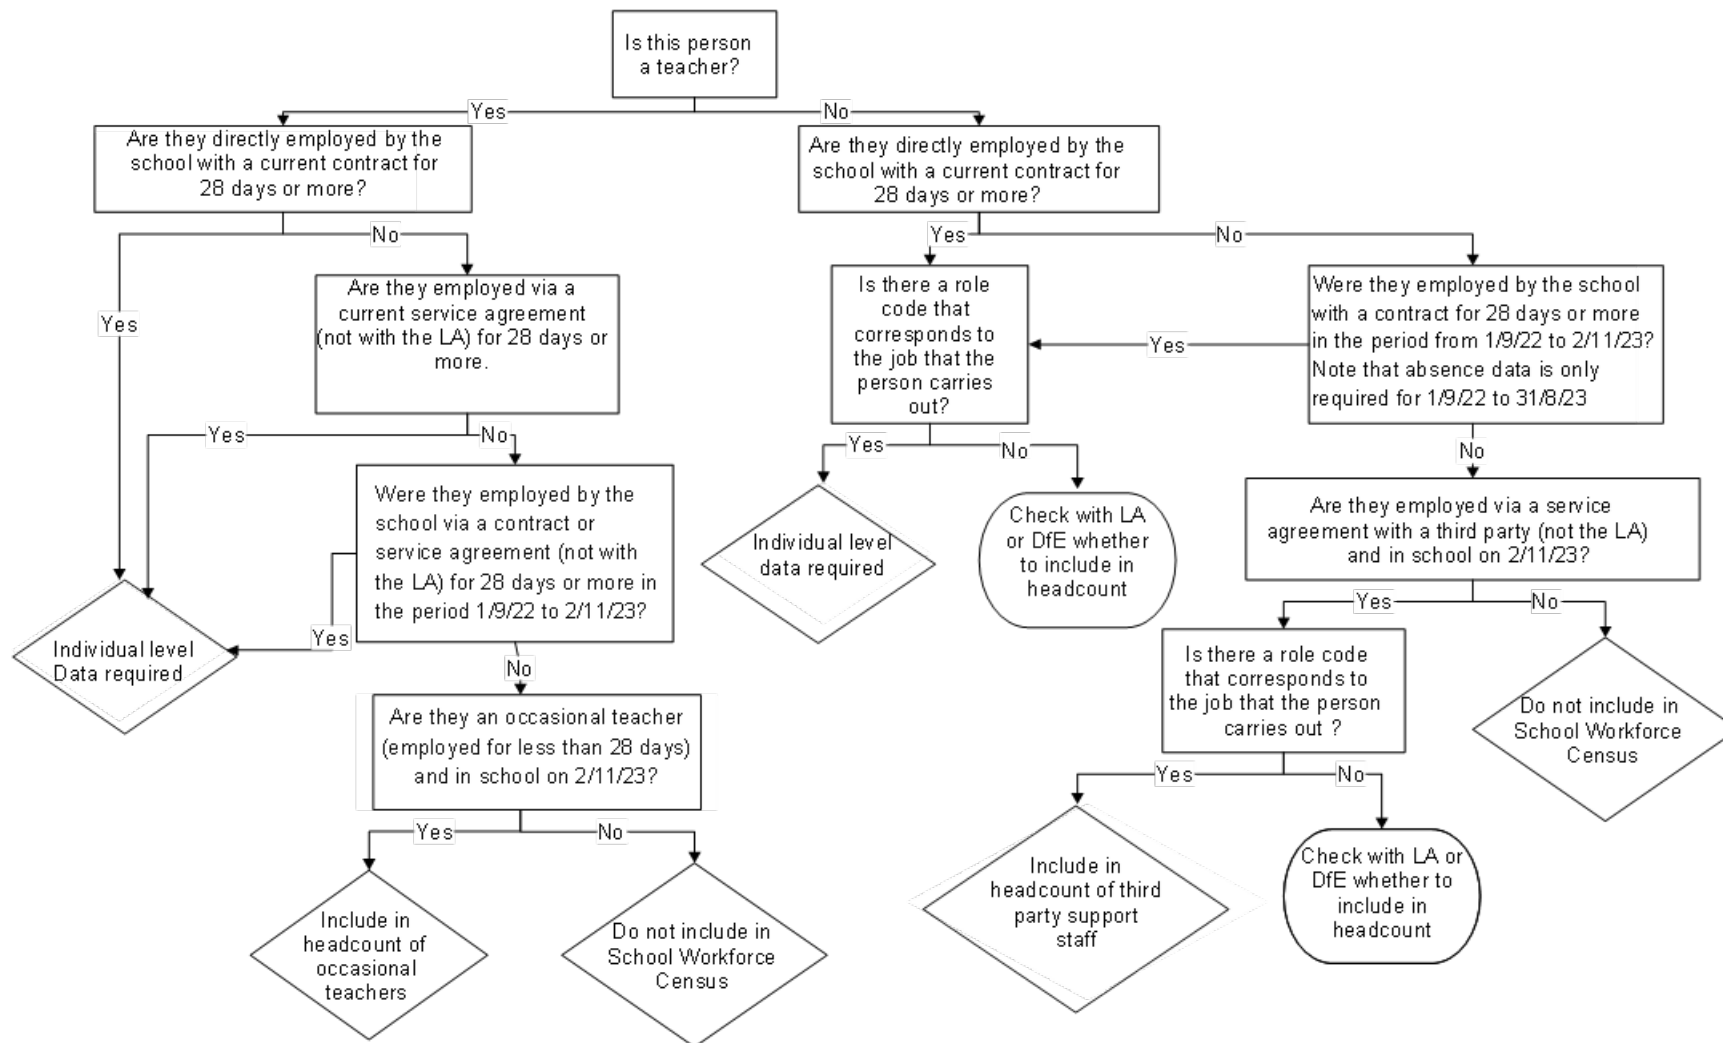 Is this person
a teacher?
Yes
No
Are they directly employed by the
school with a current contract for
28 days or more?
Are they directly employed by the
school with a current contract for
28 days or more?
No
Yes
No
Yes
Are they employed via a
current service agreement
(not with the LA) for 28 days or
more.
Is there a role
code that
corresponds to
the job that the
person carries
out?
Yes
Were they employed by the school
with a contract for 28 days or more
in the period from 1/9/22 to 2/11/23?
Note that absence data is only
required for 1/9/22 to 31/8/23
Yes
No
Yes
No
No
Were they employed by the
school via a contract or
service agreement (not with
the LA) for 28 days or more in
the period 1/9/22 to 2/11/23?
Individual level
data required
Check with LA
or DfE whether
to include in
headcount
Are they employed via a service
agreement with a third party (not the LA)
and in school on 2/11/23?
Yes
No
Yes
No
Individual level
Data required
Are they an occasional teacher
(employed for less than 28 days)
and in school on 2/11/23?
Is there a role code
that corresponds to
the job that the person
carries out ?
Do not include in
School Workforce
Census
Yes
No
Yes
No
Include in
headcount of
occasional
teachers
Do not include in
School Workforce
Census
Include in
headcount of third
party support
staff
Check with LA or
DfE whether to
include in
headcount